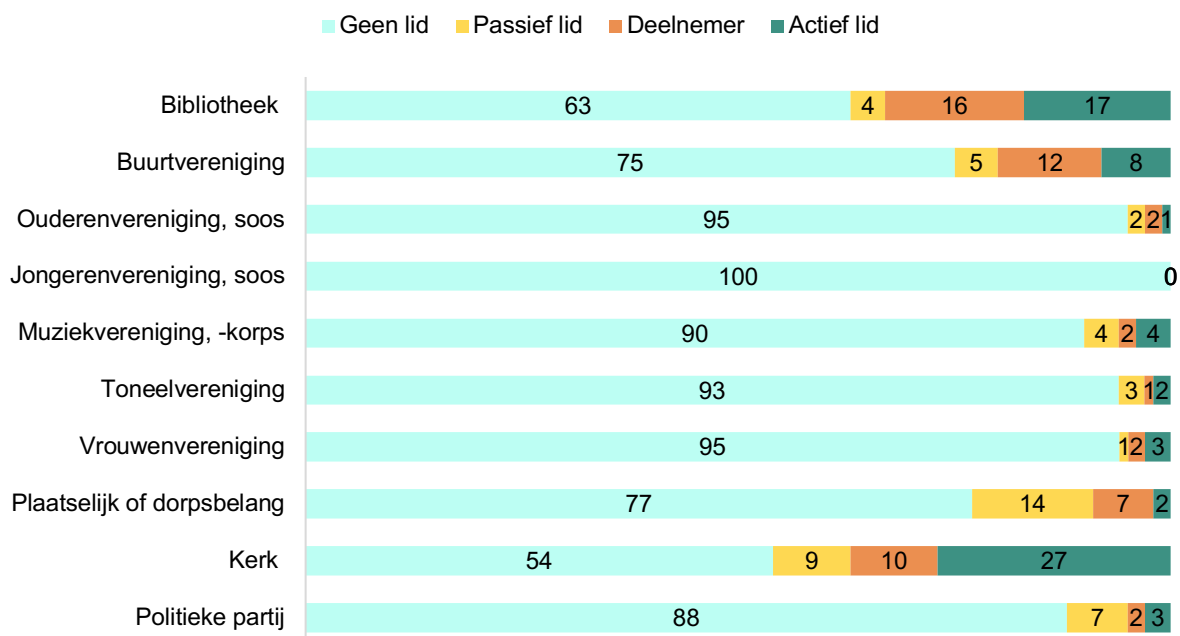 Geen lid Passief lid Deelnemer Actief lid
Bibliotheek 63 4 16 17
Buurtvereniging 75 5 12 8
Ouderenvereniging, soos 95 2 2 1
Jongerenvereniging, soos 100 0
Muziekvereniging, -korps 90 4 2 4
Toneelvereniging 93 3 1 2
Vrouwenvereniging 95 1 2 3
Plaatselijk of dorpsbelang 77 14 7 2
Kerk 54 9 10 27
Politieke partij 88 7 2 3